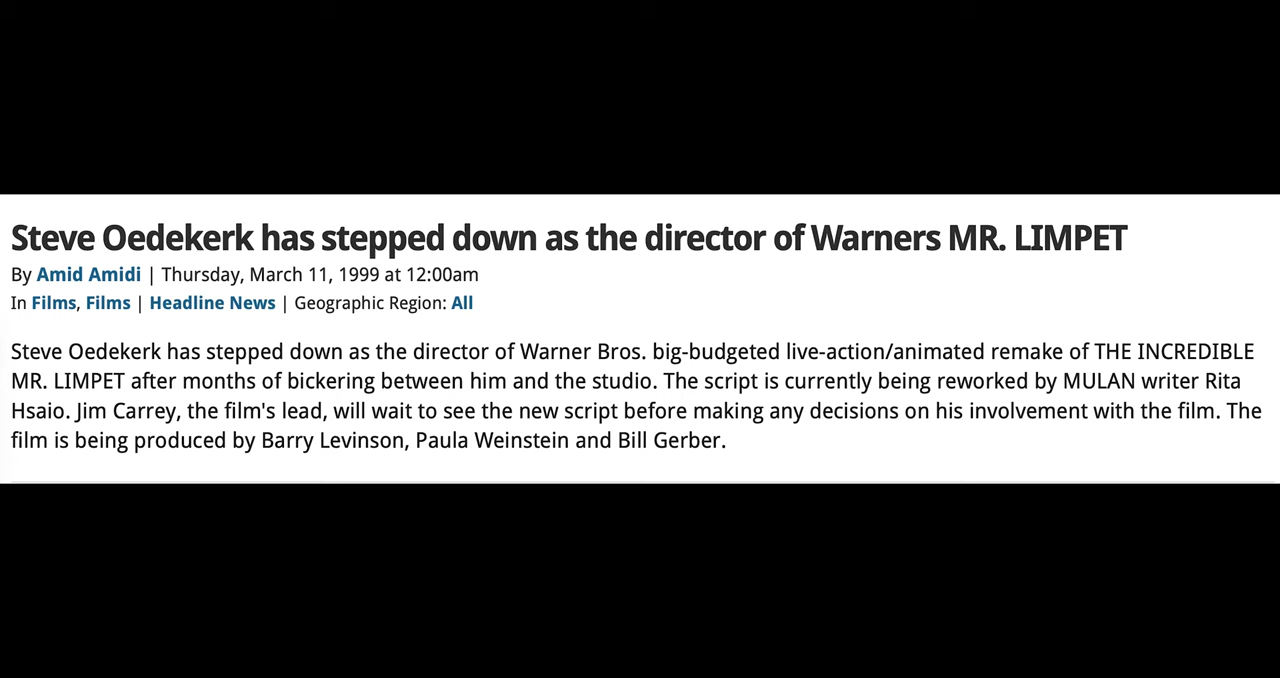 Steve Oedekerk has stepped down as the director of Warners MR. LIMPET
By Amid Amidi | Thursday, March 11, 1999 at 12:00am
In Films, Films | Headline News | Geographic Region: All
Steve Oedekerk has stepped down as the director of Warner Bros. big-budgeted live-action/animated remake of THE INCREDIBLE
MR. LIMPET after months of bickering between him and the studio. The script is currently being reworked by MULAN writer Rita
Hsaio. Jim Carrey, the film's lead, will wait to see the new script before making any decisions on his involvement with the film. The
film is being produced by Barry Levinson, Paula Weinstein and Bill Gerber.